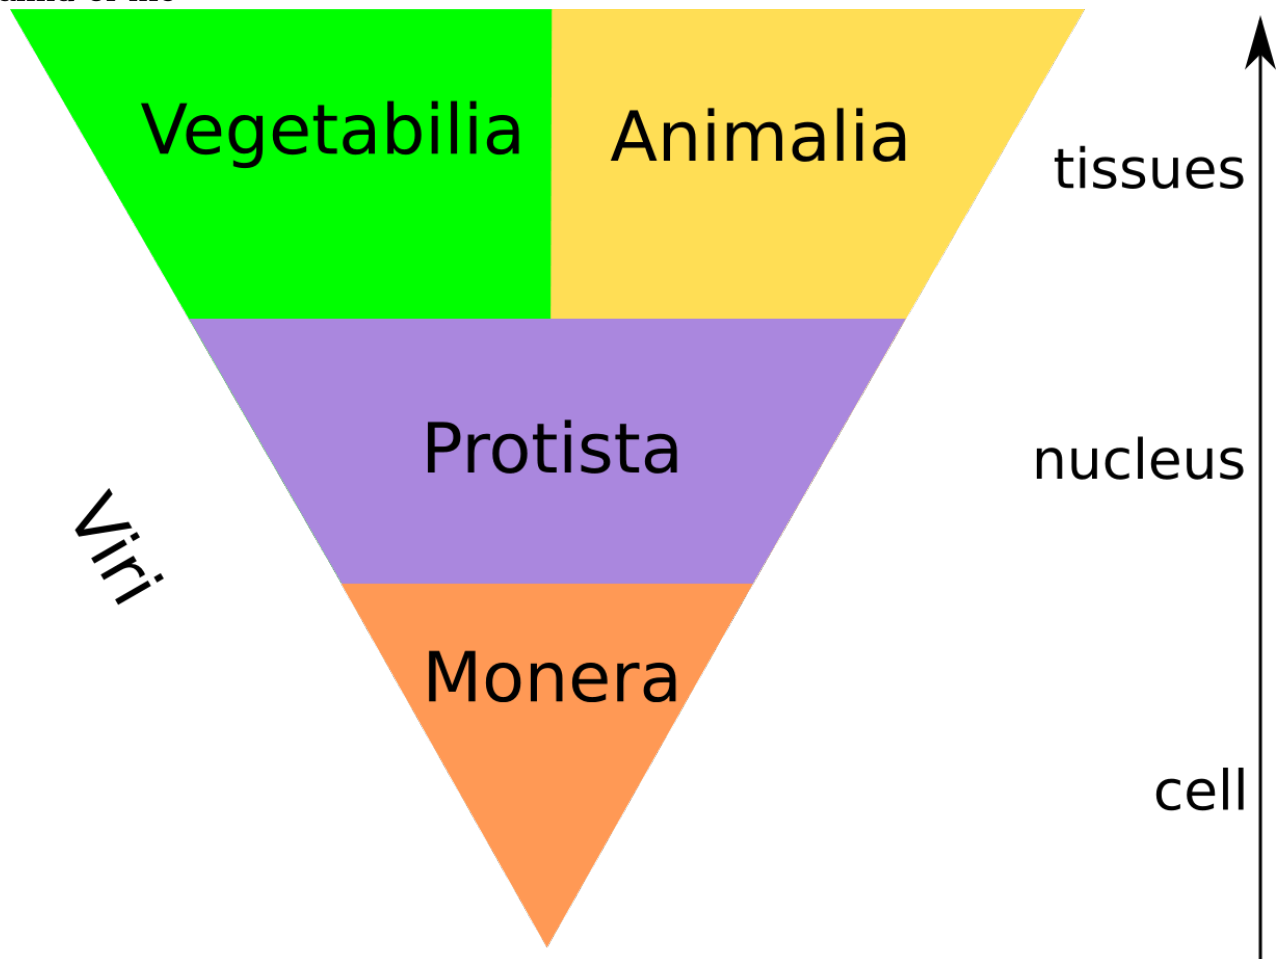 Vegetabilia
Animalia
tissues
Protista
nucleus
Viri
Monera
cell